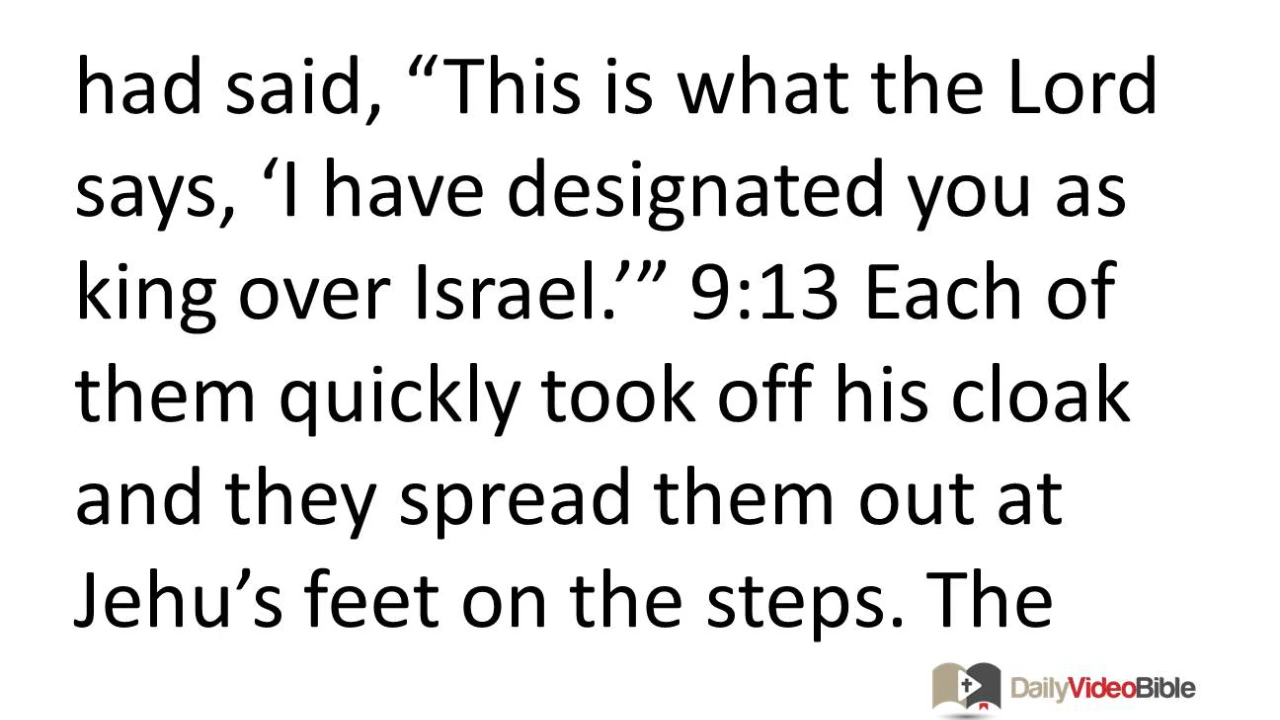 had said, “This is what the Lord
says, ‘I have designated you as
king over Israel.’” 9:13 Each of
them quickly took off his cloak
and they spread them out at
Jehu’s feet on the steps. The
DailyVideoBible